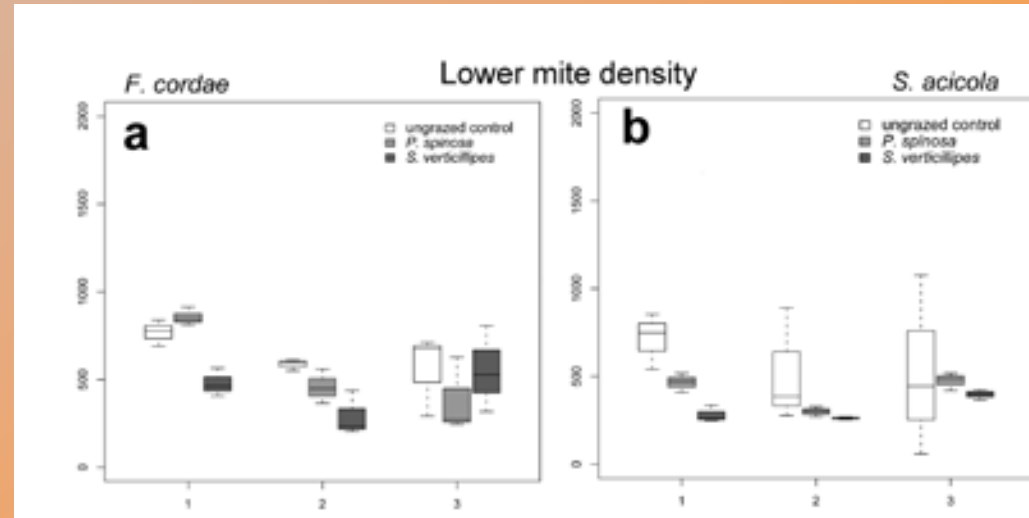 Lower mite density
F. cordae
a
ungrazed control
P. spinosa
S. verticillipes
2000
1500
1000
500
0
1 2 3
S. acicola
b
ungrazed control
P. spinosa
S. verticillipes
2000
1500
1000
500
0
1 2 3